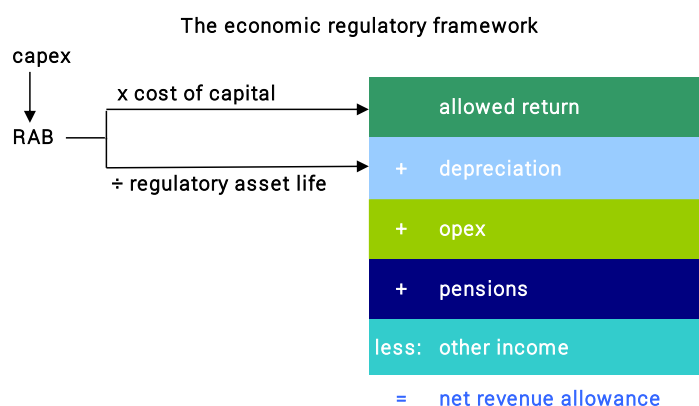 The economic regulatory framework
capex
x cost of capital
allowed return
RAB
+ depreciation
÷ regulatory asset life
+ opex
+ pensions
less: other income
= net revenue allowance